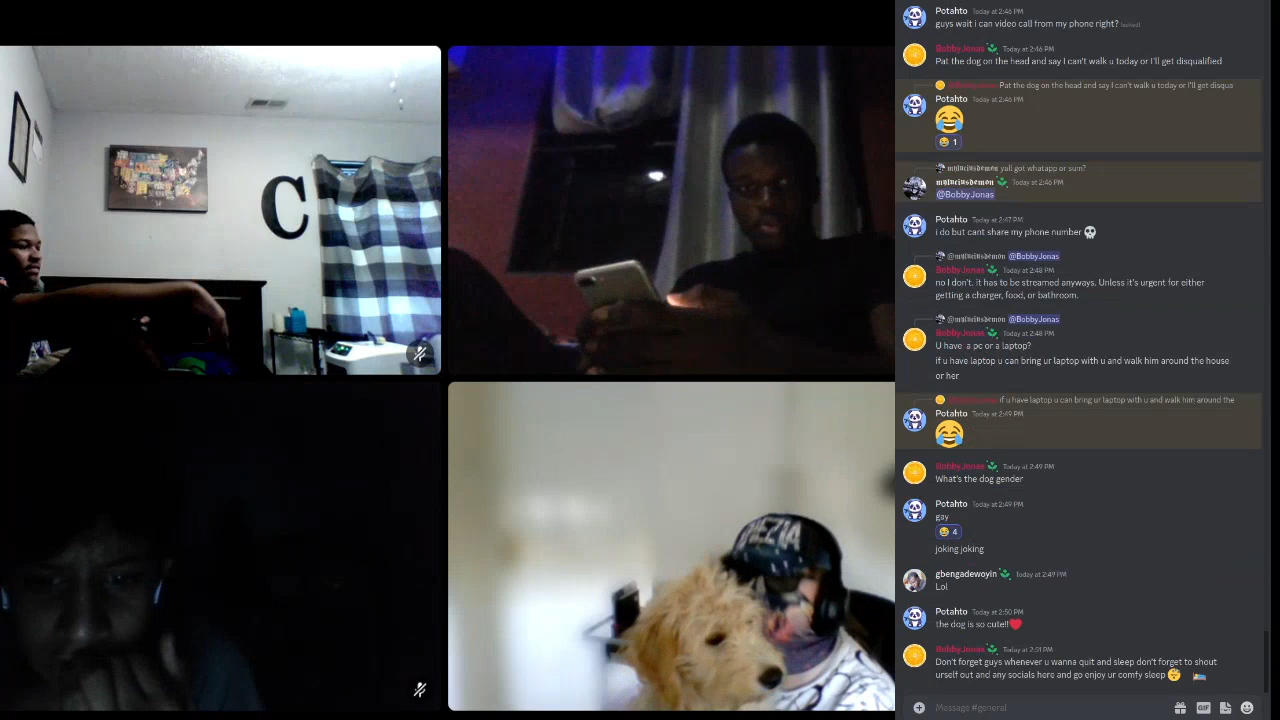 C
Potahto Today at 2:46 PM
guys wait i can video call from my phone right? (edited)
BobbyJonas Today at 2:46 PM
Pat the dog on the head and say I can't walk u today or I'll get disqualified
Pat the dog on the head and say I can't walk u today or I'll get disqua
Potahto Today at 2:46 PM
😂
😂 1
yall got whatapp or sum?
Today at 2:46 PM
@BobbyJonas
Potahto Today at 2:47 PM
i do but cant share my phone number 💀
@BobbyJonas
BobbyJonas Today at 2:48 PM
no I don't. it has to be streamed anyways. Unless it's urgent for either
getting a charger, food, or bathroom.
@BobbyJonas
BobbyJonas Today at 2:48 PM
U have a pc or a laptop?
if u have laptop u can bring ur laptop with u and walk him around the house
or her
if u have laptop u can bring ur laptop with u and walk him around the
Potahto Today at 2:49 PM
😂
BobbyJonas Today at 2:49 PM
What's the dog gender
Potahto Today at 2:49 PM
gay
😂 4
joking joking
gbengadewoyin Today at 2:49 PM
Lol
Potahto Today at 2:50 PM
the dog is so cute!!❤️
BobbyJonas Today at 2:51 PM
Don't forget guys whenever u wanna quit and sleep don't forget to shout
urself out and any socials here and go enjoy ur comfy sleep 😴 🛌
Message #general
GIF